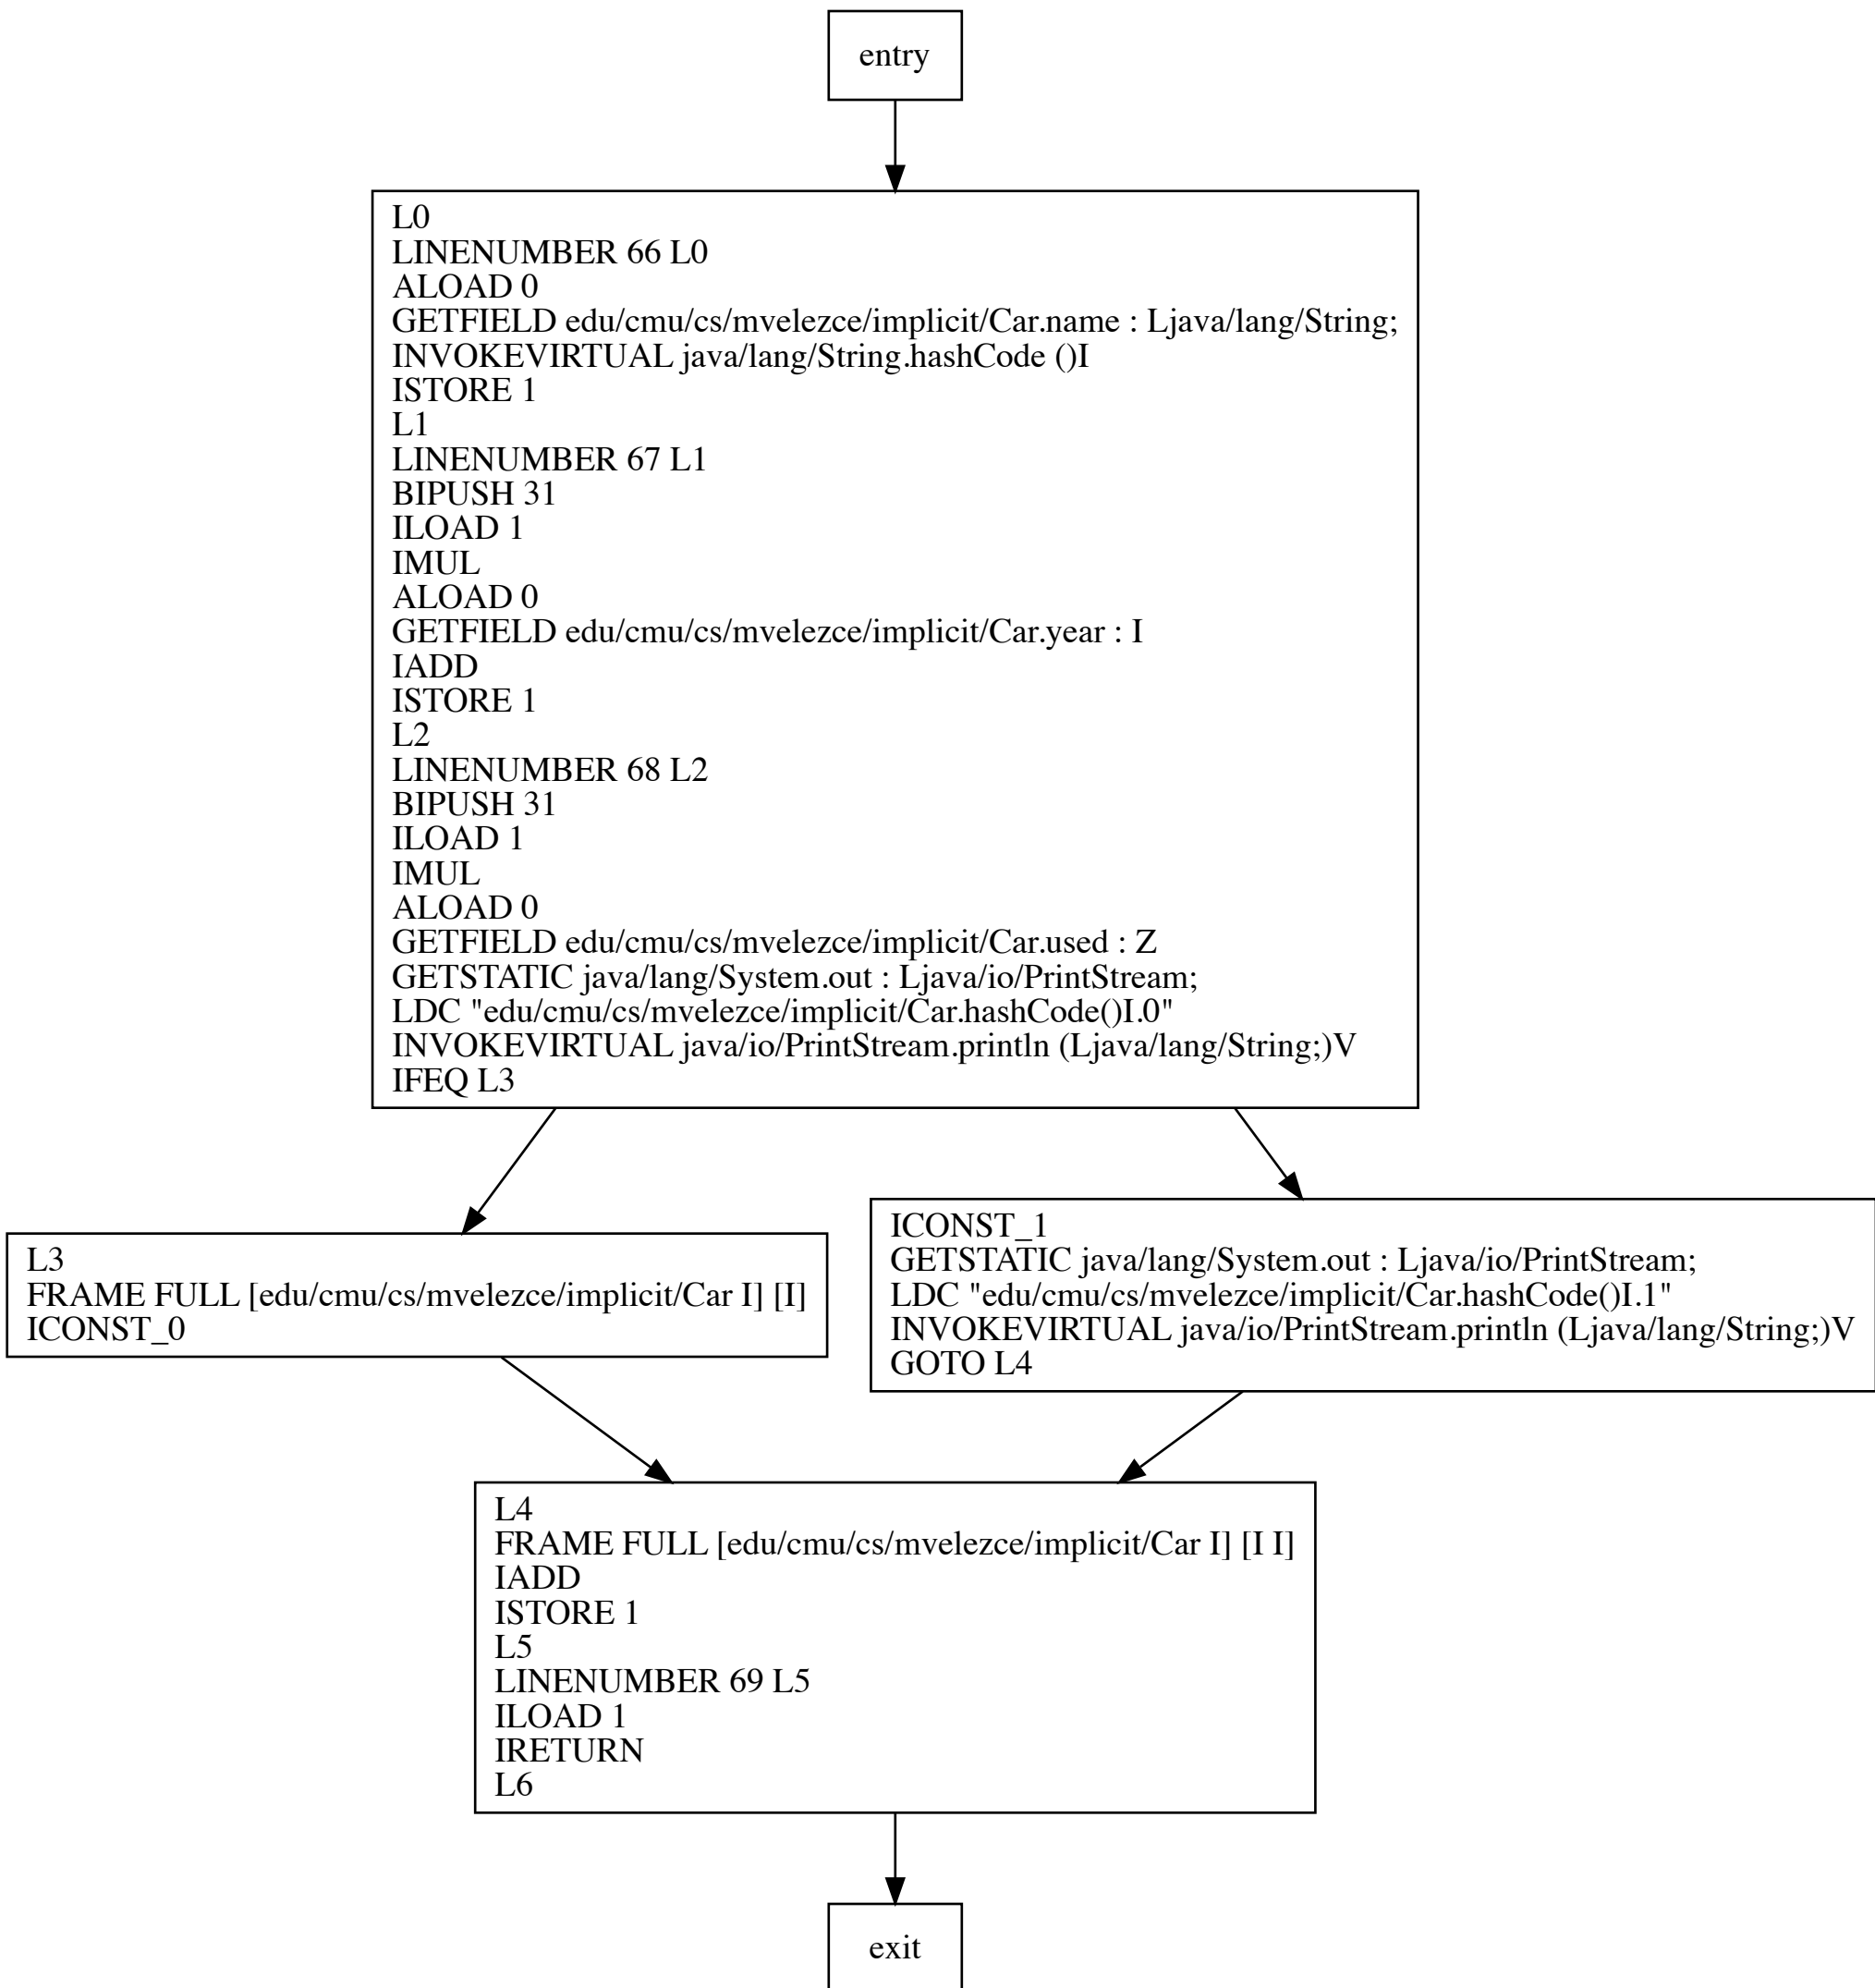 entry
L0
LINENUMBER 66 L0
ALOAD 0
GETFIELD edu/cmu/cs/mvelezce/implicit/Car.name : Ljava/lang/String;
INVOKEVIRTUAL java/lang/String.hashCode ()I
ISTORE 1
L1
LINENUMBER 67 L1
BIPUSH 31
ILOAD 1
IMUL
ALOAD 0
GETFIELD edu/cmu/cs/mvelezce/implicit/Car.year : I
IADD
ISTORE 1
L2
LINENUMBER 68 L2
BIPUSH 31
ILOAD 1
IMUL
ALOAD 0
GETFIELD edu/cmu/cs/mvelezce/implicit/Car.used : Z
GETSTATIC java/lang/System.out : Ljava/io/PrintStream;
LDC "edu/cmu/cs/mvelezce/implicit/Car.hashCode()I.0"
INVOKEVIRTUAL java/io/PrintStream.println (Ljava/lang/String;)V
IFEQ L3
L3
FRAME FULL [edu/cmu/cs/mvelezce/implicit/Car I] [I]
ICONST_0
ICONST_1
GETSTATIC java/lang/System.out : Ljava/io/PrintStream;
LDC "edu/cmu/cs/mvelezce/implicit/Car.hashCode()I.1"
INVOKEVIRTUAL java/io/PrintStream.println (Ljava/lang/String;)V
GOTO L4
L4
FRAME FULL [edu/cmu/cs/mvelezce/implicit/Car I] [I I]
IADD
ISTORE 1
L5
LINENUMBER 69 L5
ILOAD 1
IRETURN
L6
exit